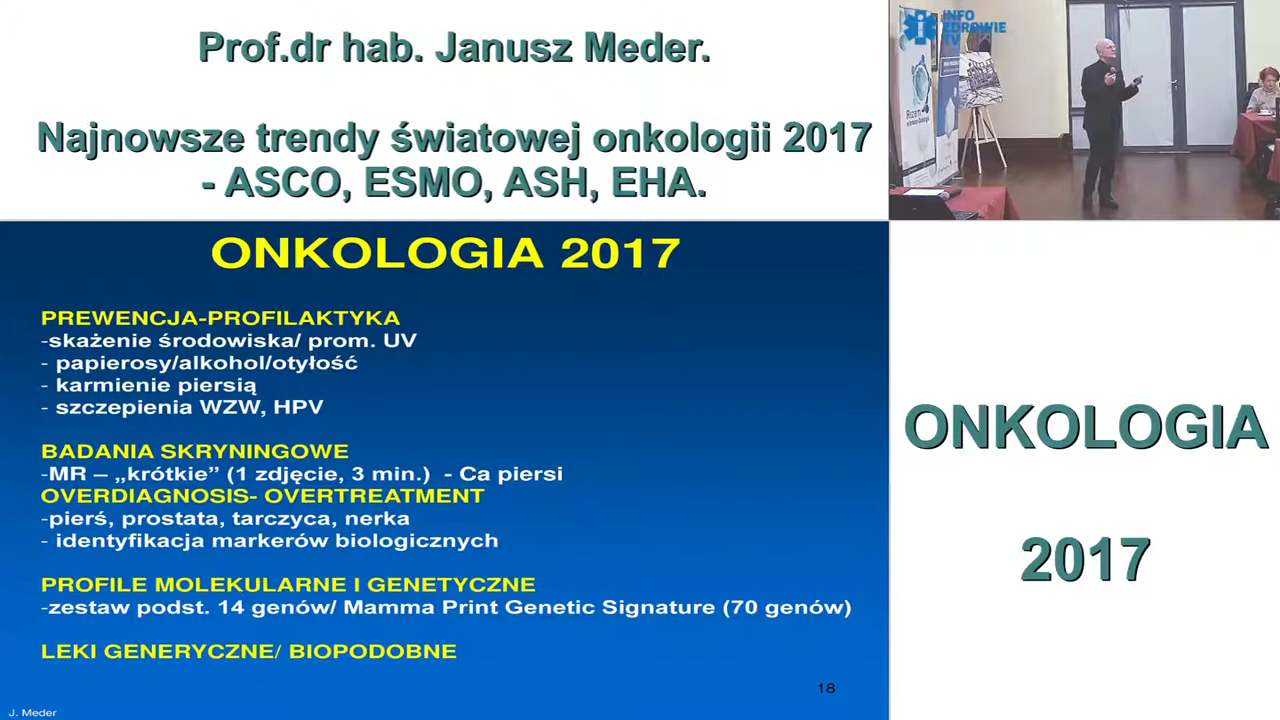 Prof.dr hab. Janusz Meder.
Najnowsze trendy światowej onkologii 2017
- ASCO, ESMO, ASH, EHA.
INFO
ZDROWIE
TV
ONKOLOGIA 2017
PREWENCJA-PROFILAKTYKA
-skażenie środowiska/ prom. UV
- papierosy/alkohol/otyłość
- karmienie piersią
- szczepienia WZW, HPV
BADANIA SKRYNINGOWE
-MR – „krótkie” (1 zdjęcie, 3 min.) - Ca piersi
OVERDIAGNOSIS- OVERTREATMENT
-pierś, prostata, tarczyca, nerka
- identyfikacja markerów biologicznych
PROFILE MOLEKULARNE I GENETYCZNE
-zestaw podst. 14 genów/ Mamma Print Genetic Signature (70 genów)
LEKI GENERYCZNE/ BIOPODOBNE
18
J. Meder
ONKOLOGIA
2017